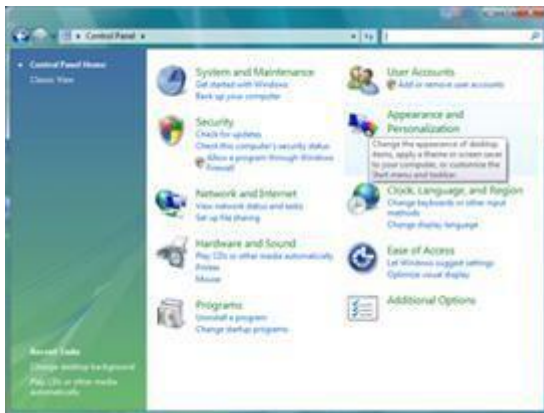 Control Panel
Control Panel Home
Classic View
System and Maintenance
Get started with Windows
Back up your computer
Security
Check for updates
Check this computer's security status
Allow a program through Windows
Firewall
Network and Internet
View network status and tasks
Set up file sharing
Hardware and Sound
Play CDs or other media automatically
Printer
Mouse
Programs
Uninstall a program
Change startup programs
User Accounts
Add or remove user accounts
Appearance and
Personalization
Change the appearance of desktop
items, apply a theme or screen saver
to your computer, or customize the
Start menu and taskbar.
Clock, Language, and Region
Change keyboards or other input
methods
Change display language
Ease of Access
Let Windows suggest settings
Optimize visual display
Additional Options
Recent Tasks
Change desktop background
Play CDs or other media
automatically